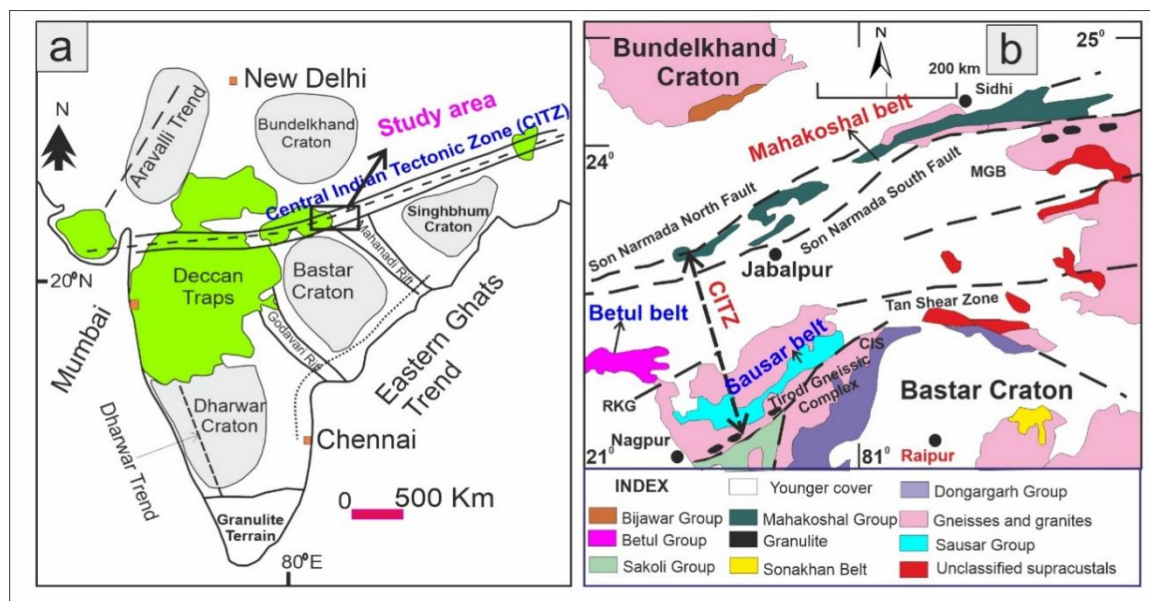 a
New Delhi
N
Aravalli Trend
Bundelkhand
Craton
Study area
Central Indian Tectonic Zone (CITZ)
Singhbhum
Craton
Mahanadi Rift
20°N
Deccan
Traps
Bastar
Craton
Godavari Rift
Eastern Ghats
Trend
Mumbai
Dharwar
Craton
Chennai
Dharwar Trend
0 500 Km
Granulite
Terrain
80°E
b
Bundelkhand
Craton
N
25°
200 km
Sidhi
Mahakoshal belt
24°
MGB
Son Narmada North Fault
Son Narmada South Fault
Jabalpur
CITZ
Tan Shear Zone
Betul belt
Sausar belt
CIS
Tirodi Gneissic
Complex
Bastar Craton
RKG
Nagpur
21°
81°
Raipur
INDEX
Younger cover
Dongargarh Group
Bijawar Group
Mahakoshal Group
Gneisses and granites
Betul Group
Granulite
Sausar Group
Sakoli Group
Sonakhan Belt
Unclassified supracustals